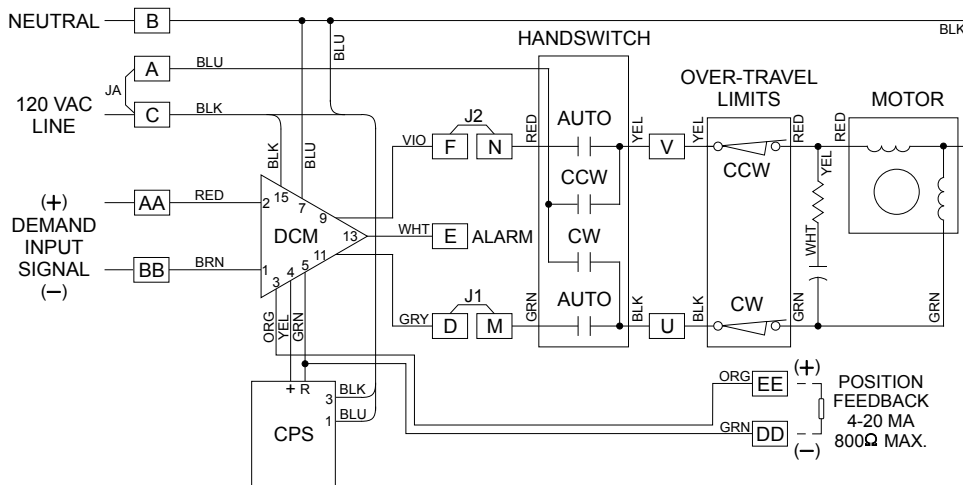 NEUTRAL
B
BLK
HANDSWITCH
A
BLU
BLU
JA
OVER-TRAVEL
LIMITS
MOTOR
120 VAC
LINE
C
BLK
BLK
BLU
VIO
J2
F
N
RED
AUTO
YEL
V
YEL
RED
RED
YEL
CCW
CCW
(+)
DEMAND
INPUT
SIGNAL
(−)
AA
RED
BB
BRN
15
7
2
9
DCM
13
11
1
3
4
5
WHT
E
ALARM
CW
WHT
AUTO
J1
D
M
GRY
GRN
BLK
U
BLK
CW
GRN
GRN
ORG
YEL
GRN
+
R
3
BLK
1
BLU
CPS
ORG
EE
(+)
GRN
DD
(−)
POSITION
FEEDBACK
4-20 MA
800Ω MAX.